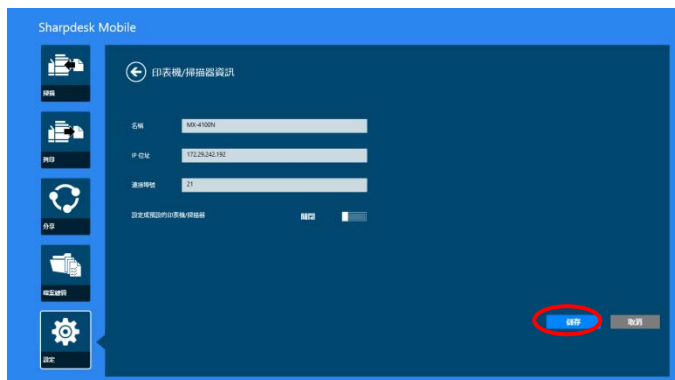 Sharpdesk Mobile
印表機/掃描器資訊
掃描
名稱 MX-4100N
列印
IP 位址 172.29.242.192
連接埠號 21
設定成預設的印表機/掃描器 關閉
分享
檔案總管
儲存 取消
設定